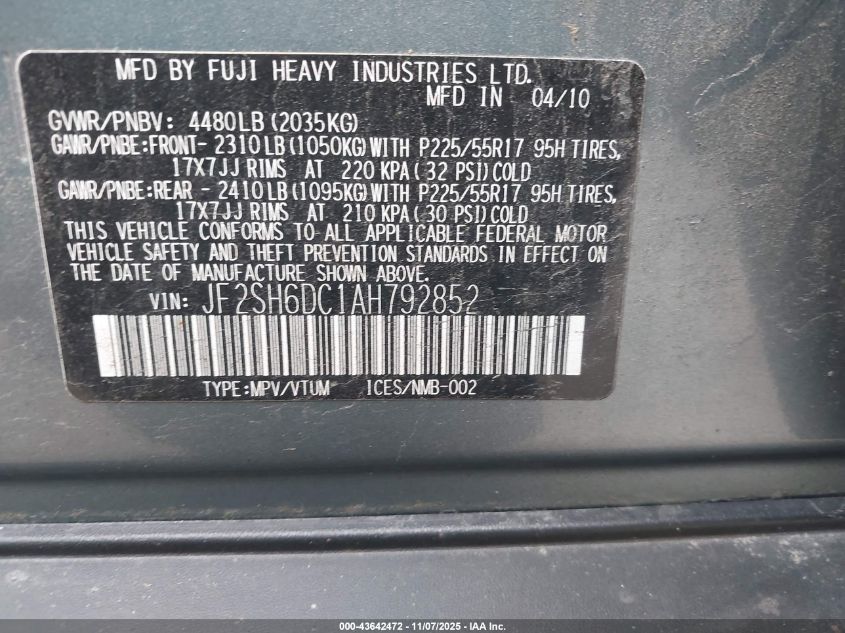 MFD BY FUJI HEAVY INDUSTRIES LTD.
MFD IN 04/10
GVWR/PNBV: 4480LB (2035KG)
GAWR/PNBE:FRONT- 2310LB (1050KG) WITH P225/55R17 95H TIRES,
17X7JJ RIMS AT 220 KPA (32 PSI) COLD
GAWR/PNBE:REAR - 2410LB (1095KG) WITH P225/55R17 95H TIRES,
17X7JJ RIMS AT 210 KPA (30 PSI) COLD
THIS VEHICLE CONFORMS TO ALL APPLICABLE FEDERAL MOTOR
VEHICLE SAFETY AND THEFT PREVENTION STANDARDS IN EFFECT ON
THE DATE OF MANUFACTURE SHOWN ABOVE.
VIN: JF2SH6DC1AH792852
TYPE:MPV/VTUM ICES/NMB-002
000-43642472 - 11/07/2025 - IAA Inc.